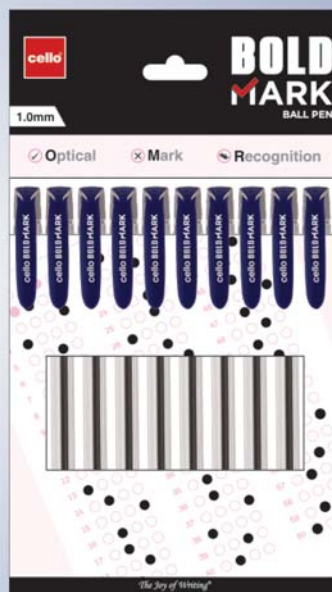 cello
BOLD
MARK
BALL PEN
1.0mm
Optical Mark Recognition
cello BOLD MARK
cello BOLD MARK
cello BOLD MARK
cello BOLD MARK
cello BOLD MARK
cello BOLD MARK
cello BOLD MARK
cello BOLD MARK
cello BOLD MARK
cello BOLD MARK
The Joy of Writing®